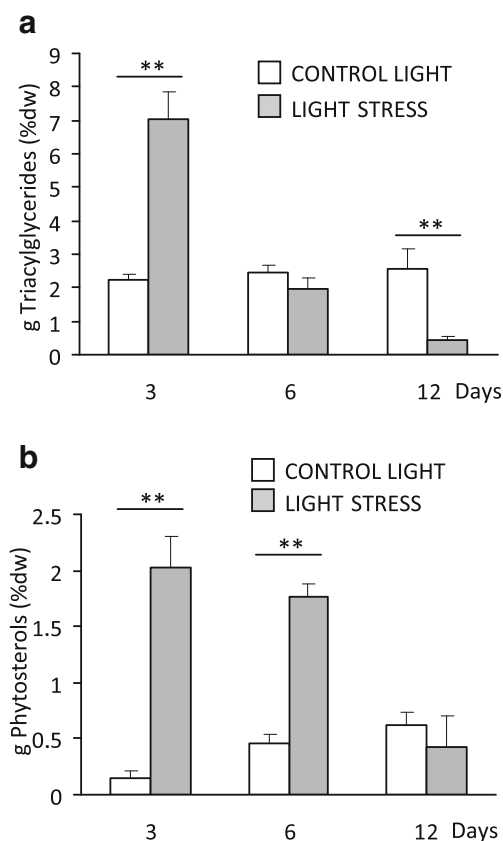 a
9
8
7
6
5
4
3
2
1
0
g Triacylglycerides (%dw)
**
**
CONTROL LIGHT
LIGHT STRESS
3 6 12 Days
b
2.5
2
1.5
1
0.5
0
g Phytosterols (%dw)
**
**
CONTROL LIGHT
LIGHT STRESS
3 6 12 Days